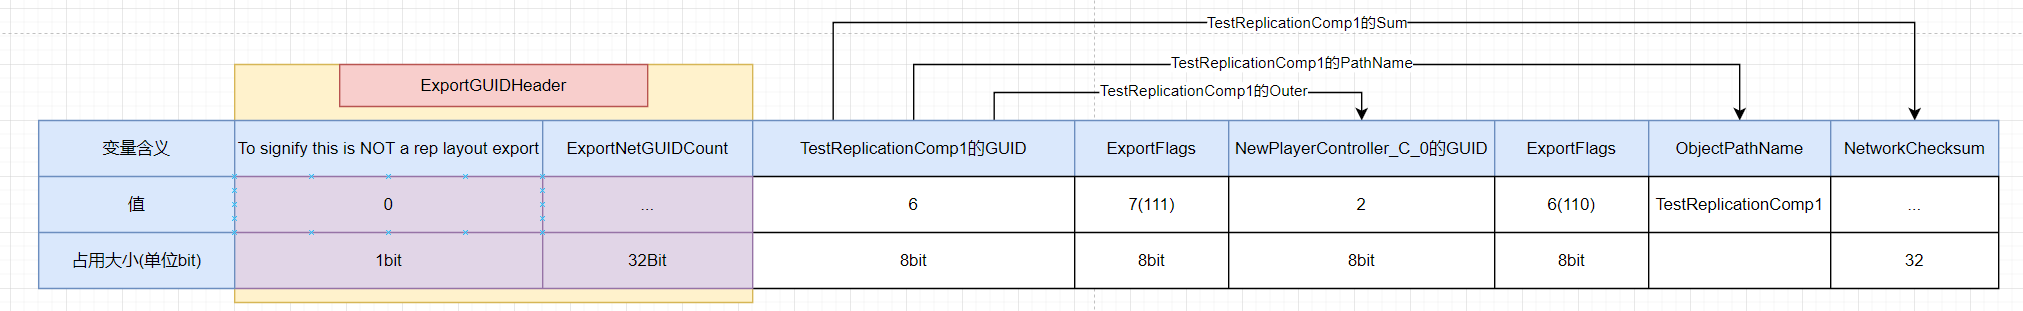 TestReplicationComp1的Sum
TestReplicationComp1的PathName
ExportGUIDHeader
TestReplicationComp1的Outer
变量含义
To signify this is NOT a rep layout export
ExportNetGUIDCount
TestReplicationComp1的GUID
ExportFlags
NewPlayerController_C_0的GUID
ExportFlags
ObjectPathName
NetworkChecksum
值
0
...
6
7(111)
2
6(110)
TestReplicationComp1
...
占用大小(单位bit)
1bit
32Bit
8bit
8bit
8bit
8bit
32